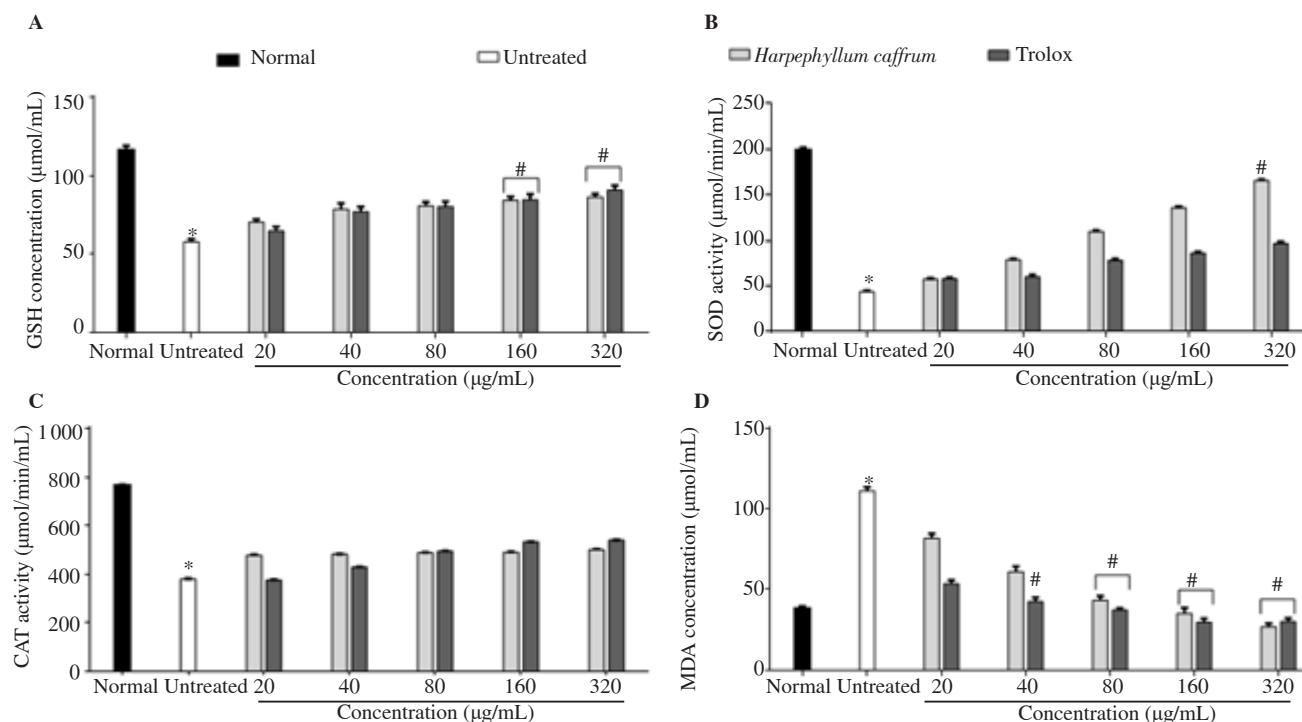 A
B
Normal
Untreated
Harpephyllum caffrum
Trolox
GSH concentration (μmol/mL)
150
100
50
0
*
#
#
Normal Untreated 20 40 80 160 320
Concentration (μg/mL)
SOD activity (μmol/min/mL)
250
200
150
100
50
0
*
#
Normal Untreated 20 40 80 160 320
Concentration (μg/mL)
C
CAT activity (μmol/min/mL)
1 000
800
600
400
200
0
*
Normal Untreated 20 40 80 160 320
Concentration (μg/mL)
D
MDA concentration (μmol/mL)
150
100
50
0
*
#
#
#
#
Normal Untreated 20 40 80 160 320
Concentration (μg/mL)